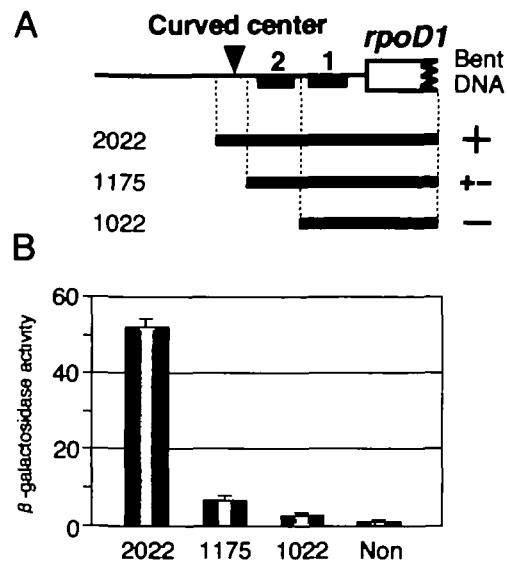 A
Curved center
rpoD1
2 1
Bent DNA
2022 +
1175 +−
1022 −
B
β-galactosidase activity
60
40
20
0
2022 1175 1022 Non